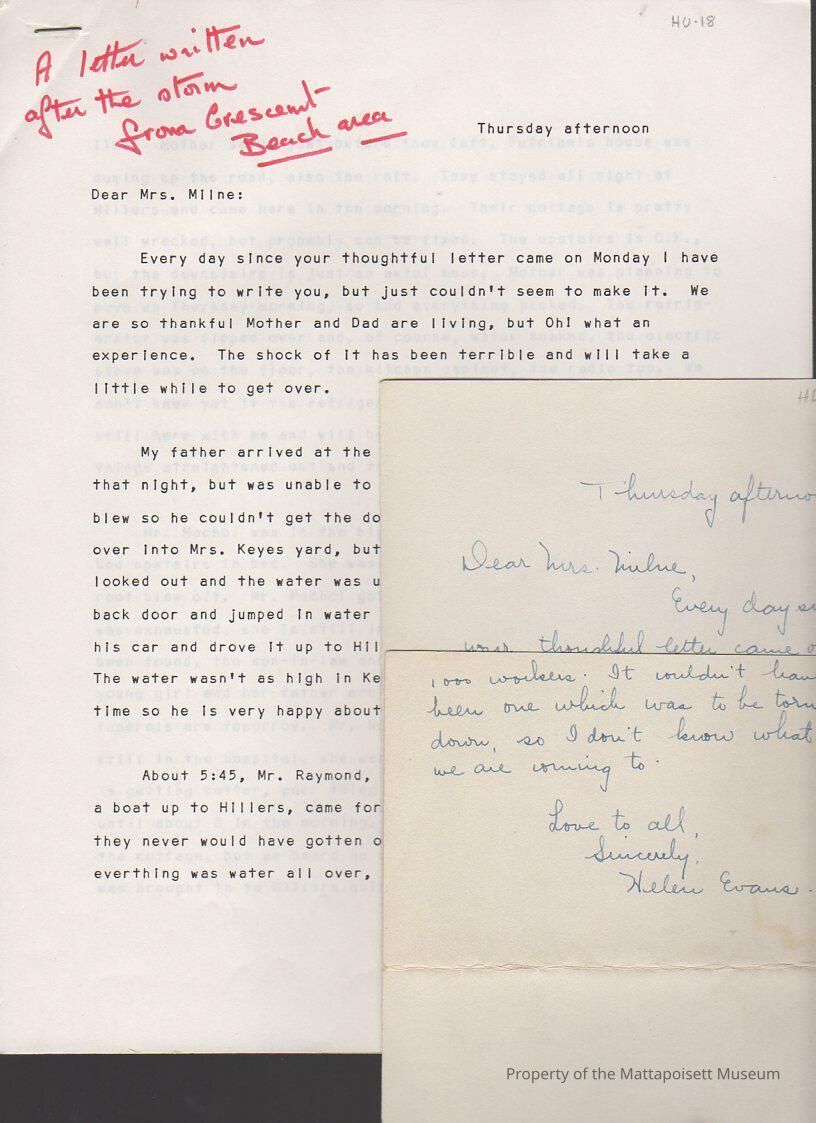 HU-18
A letter written
after the storm
from Crescent
Beach area
Thursday afternoon
Dear Mrs. Milne:
Every day since your thoughtful letter came on Monday I have
been trying to write you, but just couldn't seem to make it. We
are so thankful Mother and Dad are living, but Oh! what an
experience. The shock of it has been terrible and will take a
little while to get over.
My father arrived at the
that night, but was unable to
blew so he couldn't get the do
over into Mrs. Keyes yard, but
looked out and the water was u
back door and jumped in water
his car and drove it up to Hil
The water wasn't as high in Ke
time so he is very happy about
About 5:45, Mr. Raymond,
a boat up to Hillers, came for
they never would have gotten o
everthing was water all over,
Thursday afterno
Dear Mrs. Milne,
Every day si
your thoughtful letter came o
1000 workers. It wouldn't hav
been one which was to be torn
down, so I don't know what
we are coming to.
Love to all,
Sincerely,
Helen Evans.
Property of the Mattapoisett Museum